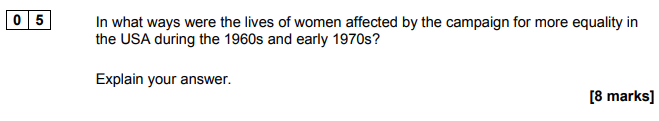 0 5 In what ways were the lives of women affected by the campaign for more equality in
the USA during the 1960s and early 1970s?
Explain your answer.
[8 marks]